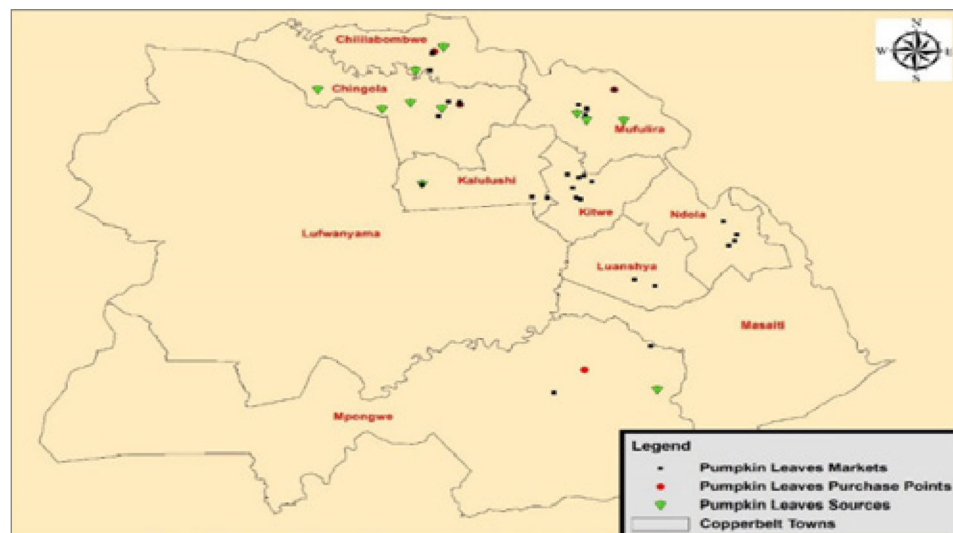 N
W E
S
Chililabombwe
Chingola
Mufulira
Kalulushi
Kitwe
Ndola
Lufwanyama
Luanshya
Masaiti
Mpongwe
Legend
Pumpkin Leaves Markets
Pumpkin Leaves Purchase Points
Pumpkin Leaves Sources
Copperbelt Towns